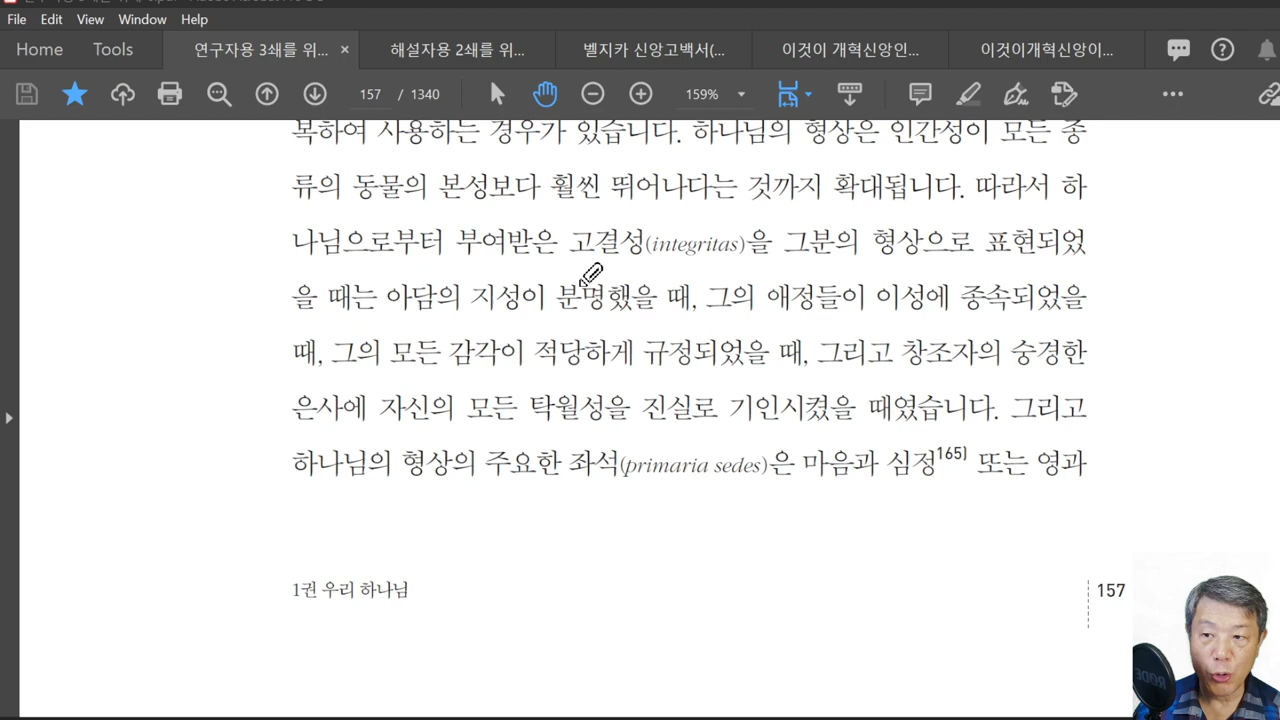 File Edit View Window Help
Home Tools 연구자용 3쇄를 위... × 해설자용 2쇄를 위... 벨지카 신앙고백서(... 이것이 개혁신앙인... 이것이개혁신앙이...
157 / 1340 159%
복하여 사용하는 경우가 있습니다. 하나님의 형상은 인간성이 모든 종
류의 동물의 본성보다 훨씬 뛰어나다는 것까지 확대됩니다. 따라서 하
나님으로부터 부여받은 고결성(integritas)을 그분의 형상으로 표현되었
을 때는 아담의 지성이 분명했을 때, 그의 애정들이 이성에 종속되었을
때, 그의 모든 감각이 적당하게 규정되었을 때, 그리고 창조자의 숭경한
은사에 자신의 모든 탁월성을 진실로 기인시켰을 때였습니다. 그리고
하나님의 형상의 주요한 좌석(primaria sedes)은 마음과 심정165) 또는 영과
1권 우리 하나님
157
RODE